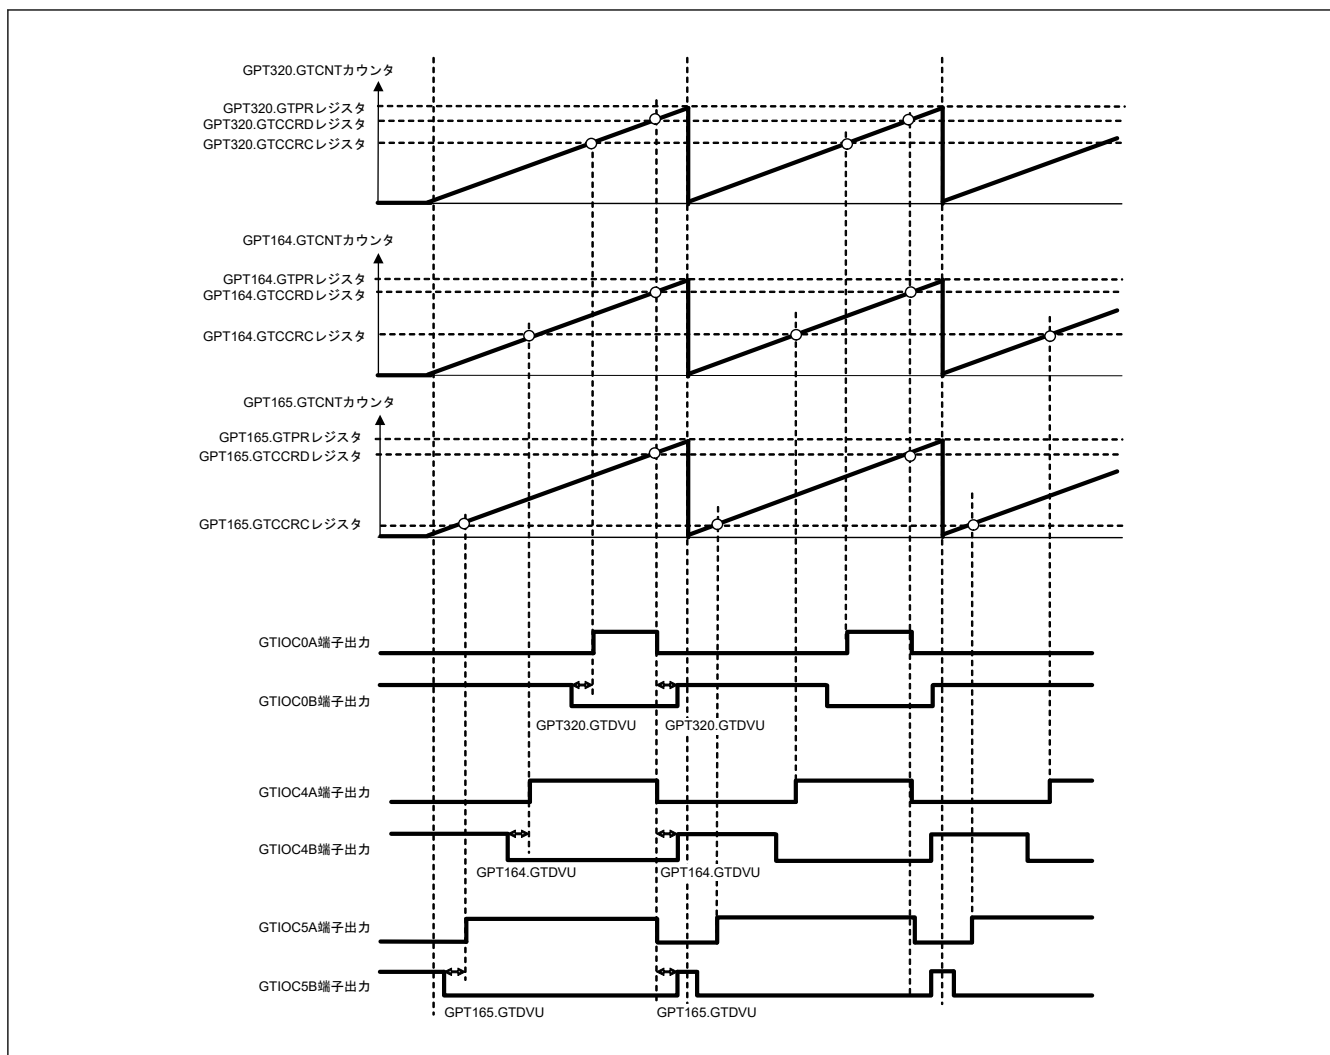 GPT320.GTCNTカウンタ
GPT320.GTPRレジスタ
GPT320.GTCCRDレジスタ
GPT320.GTCCRCレジスタ
GPT164.GTCNTカウンタ
GPT164.GTPRレジスタ
GPT164.GTCCRDレジスタ
GPT164.GTCCRCレジスタ
GPT165.GTCNTカウンタ
GPT165.GTPRレジスタ
GPT165.GTCCRDレジスタ
GPT165.GTCCRCレジスタ
GTIOC0A端子出力
GTIOC0B端子出力
GPT320.GTDVU GPT320.GTDVU
GTIOC4A端子出力
GTIOC4B端子出力
GPT164.GTDVU GPT164.GTDVU
GTIOC5A端子出力
GTIOC5B端子出力
GPT165.GTDVU GPT165.GTDVU